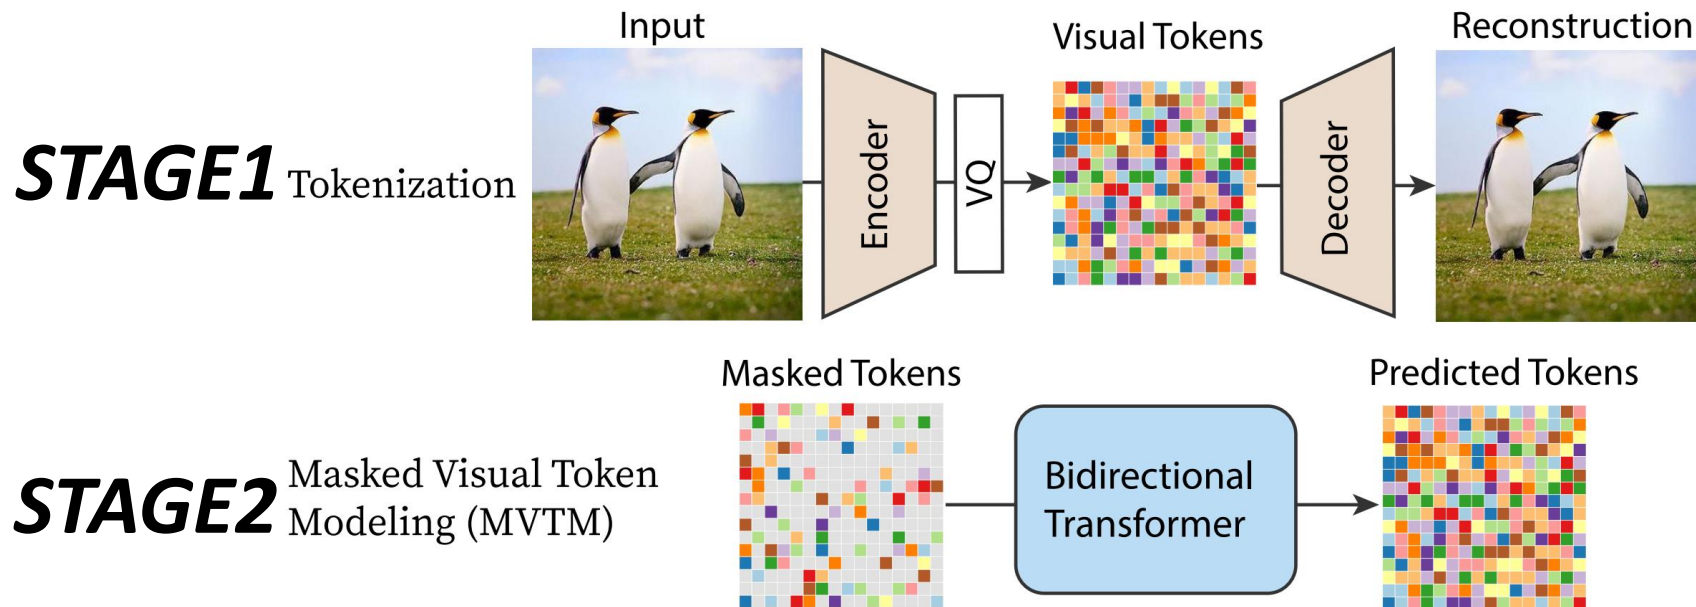 Input
Visual Tokens
Reconstruction
STAGE1 Tokenization
Encoder
VQ
Decoder
Masked Tokens
Predicted Tokens
STAGE2
Masked Visual Token
Modeling (MVTM)
Bidirectional
Transformer